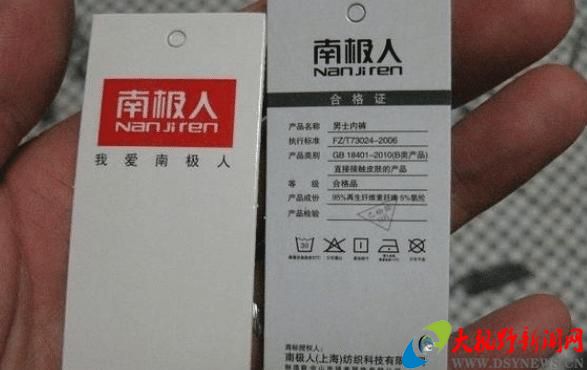 南极人
Nanjiren
我爱南极人
南极人
Nanjiren
合格证
产品名称 男士内裤
执行标准 FZ/T73024-2006
产品类别 GB 18401-2010(B类产品)
直接接触皮肤的产品
等 级 合格品
产品成份 95%再生纤维素纤维 5%氨纶
产品检验
30
商标授权人:
南极人(上海)纺织科技有限
大视野新闻网
WWW.DSYNEWS.CN